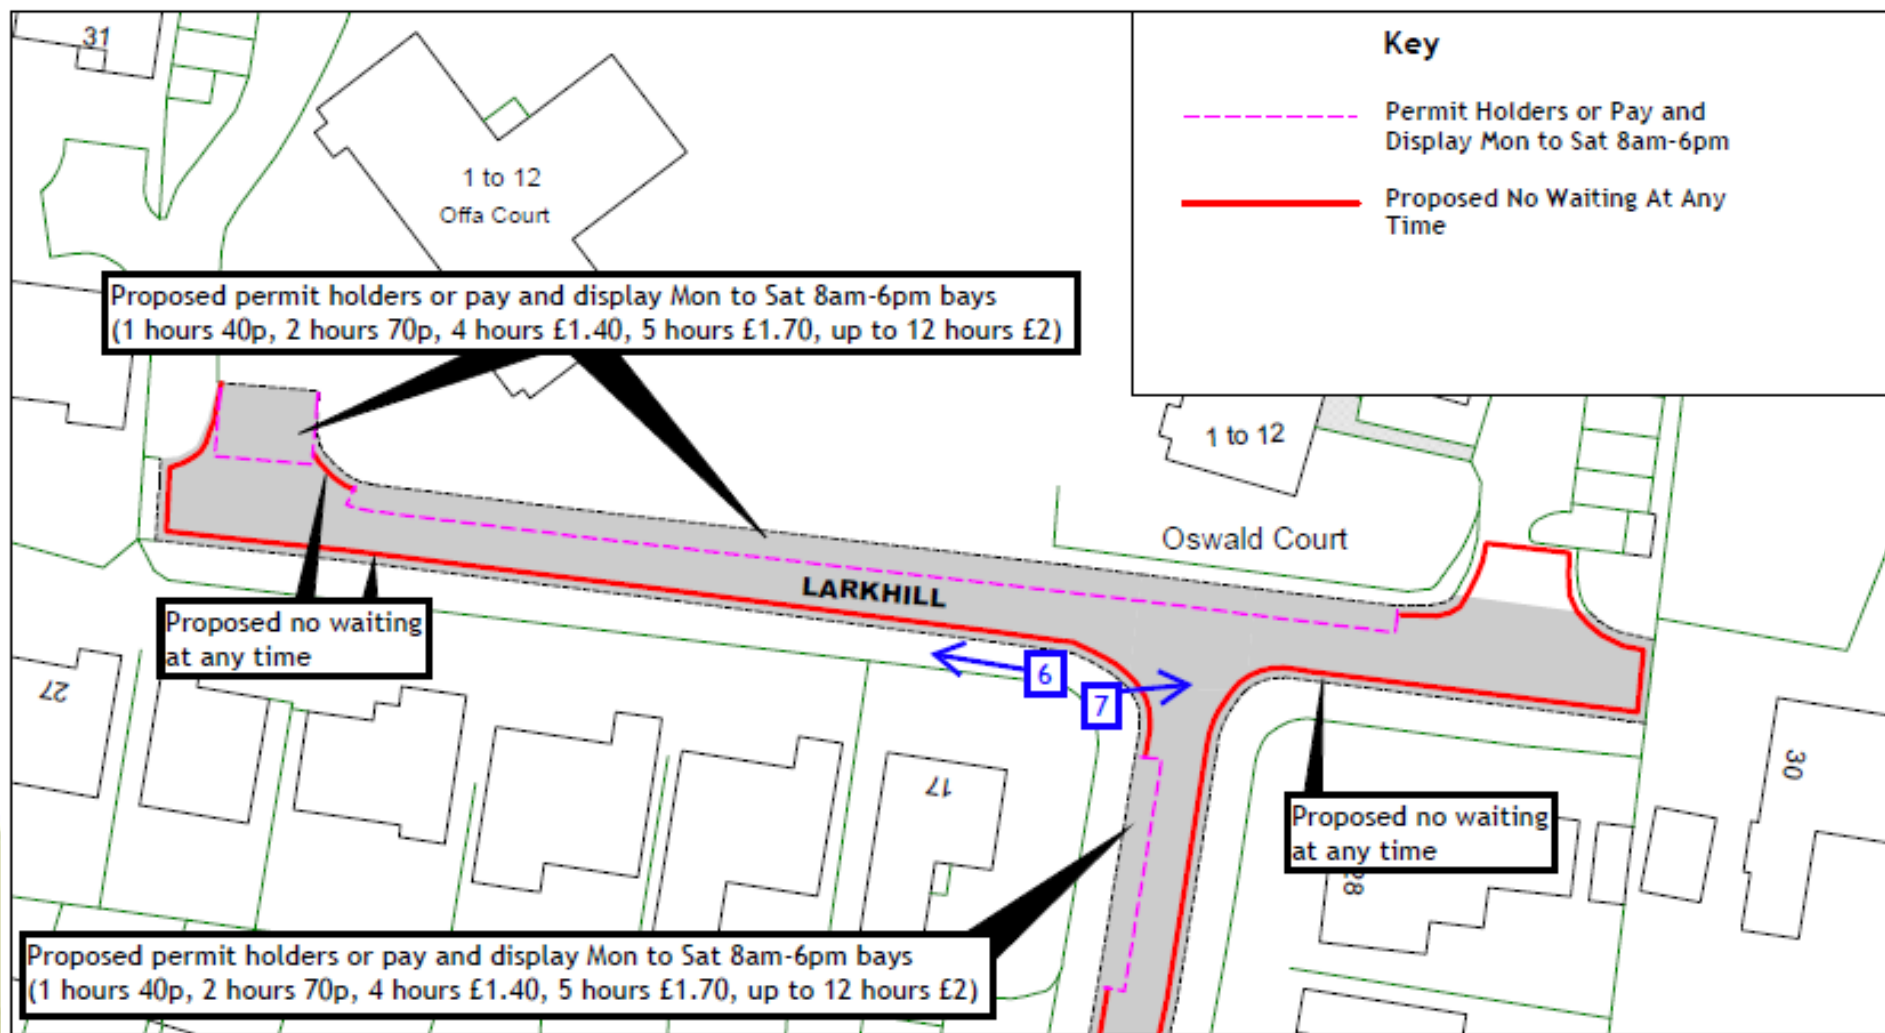 31
Key
Permit Holders or Pay and
Display Mon to Sat 8am-6pm
Proposed No Waiting At Any
Time
1 to 12
Offa Court
Proposed permit holders or pay and display Mon to Sat 8am-6pm bays
(1 hours 40p, 2 hours 70p, 4 hours £1.40, 5 hours £1.70, up to 12 hours £2)
1 to 12
Oswald Court
LARKHILL
Proposed no waiting
at any time
6
7
27
17
30
Proposed no waiting
at any time
28
Proposed permit holders or pay and display Mon to Sat 8am-6pm bays
(1 hours 40p, 2 hours 70p, 4 hours £1.40, 5 hours £1.70, up to 12 hours £2)